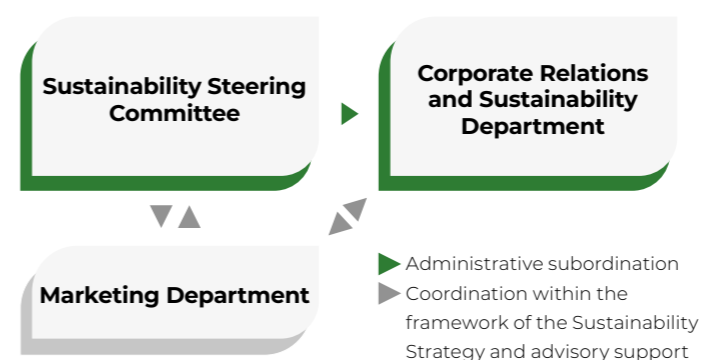 Sustainability Steering
Committee
Corporate Relations
and Sustainability
Department
Marketing Department
Administrative subordination
Coordination within the
framework of the Sustainability
Strategy and advisory support